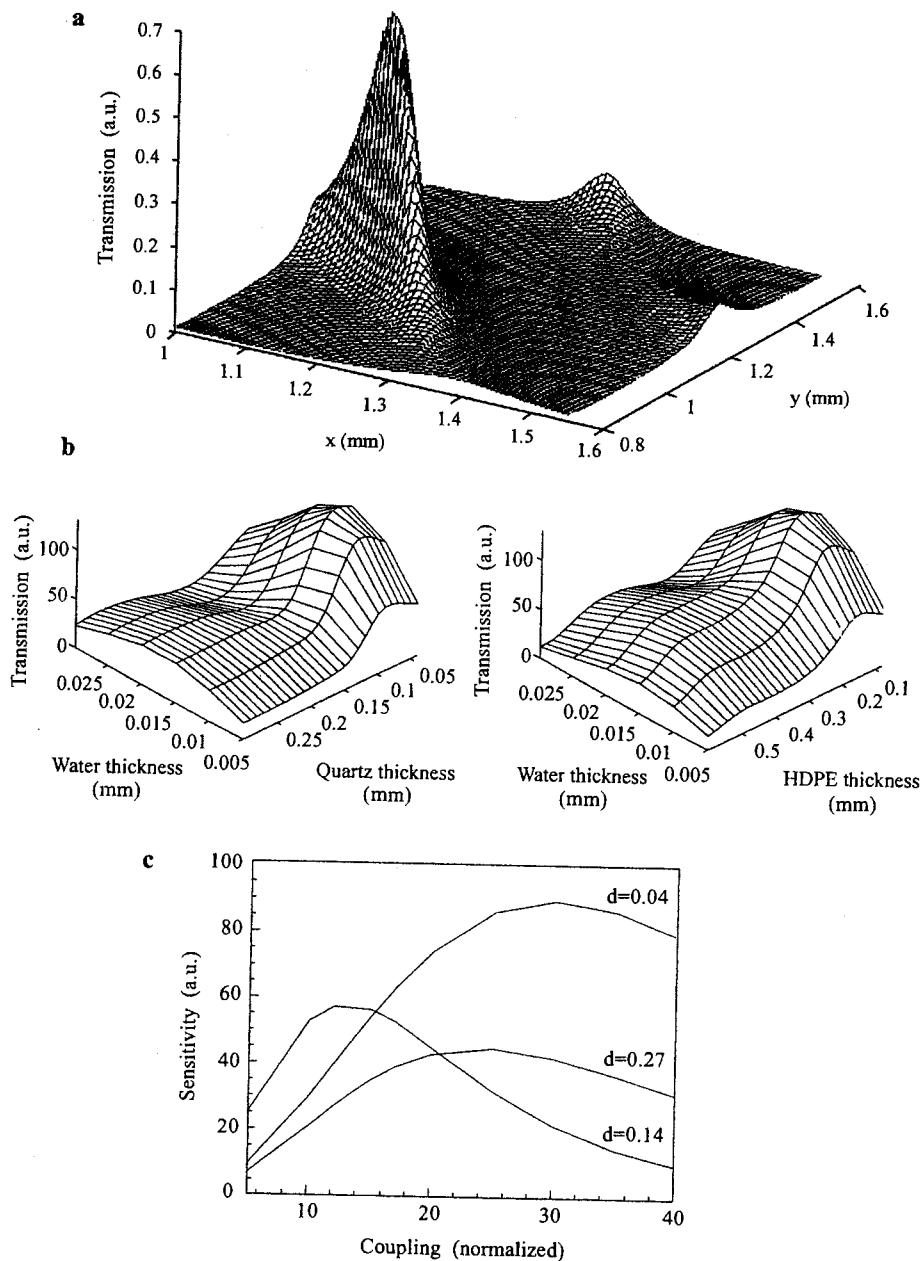 a
Transmission (a.u.)
0.7
0.6
0.5
0.4
0.3
0.2
0.1
0
1
1.1
1.2
1.3
1.4
1.5
1.6
x (mm)
0.8
1
1.2
1.4
1.6
y (mm)
b
Transmission (a.u.)
100
50
0
0.025
0.02
0.015
0.01
0.005
Water thickness
(mm)
0.25
0.2
0.15
0.1
0.05
Quartz thickness
(mm)
Transmission (a.u.)
100
50
0
0.025
0.02
0.015
0.01
0.005
Water thickness
(mm)
0.5
0.4
0.3
0.2
0.1
HDPE thickness
(mm)
c
Sensitivity (a.u.)
100
80
60
40
20
0
d=0.04
d=0.27
d=0.14
10
20
30
40
Coupling (normalized)